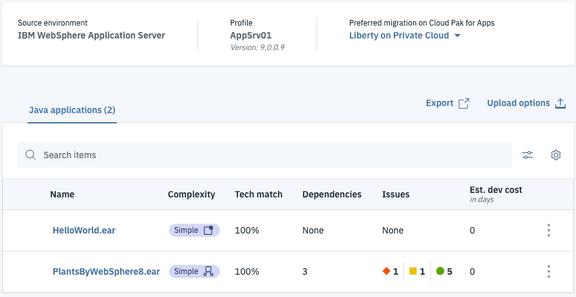 Source environment
IBM WebSphere Application Server
Profile
AppSrv01
Version: 9.0.0.9
Preferred migration on Cloud Pak for Apps
Liberty on Private Cloud
Java applications (2)
Export
Upload options
Search items
Name Complexity Tech match Dependencies Issues Est. dev cost
in days
HelloWorld.ear Simple 100% None None 0
PlantsByWebSphere8.ear Simple 100% 3 1 1 5 0